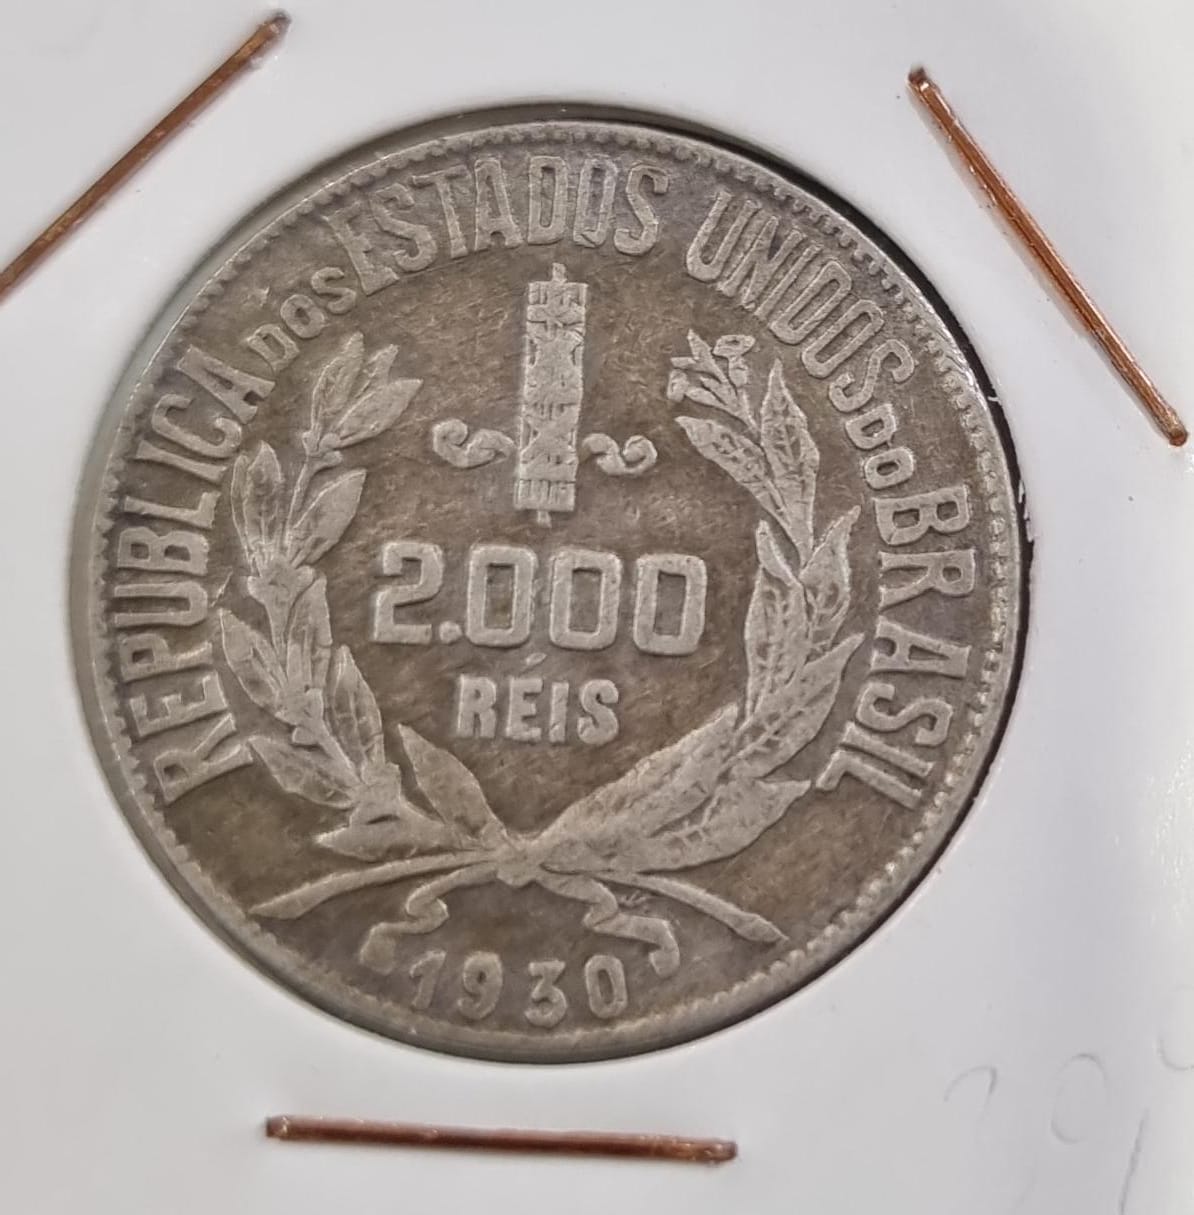 REPUBLICA DOS ESTADOS UNIDOS DO BRASIL
2.000
RÉIS
1930